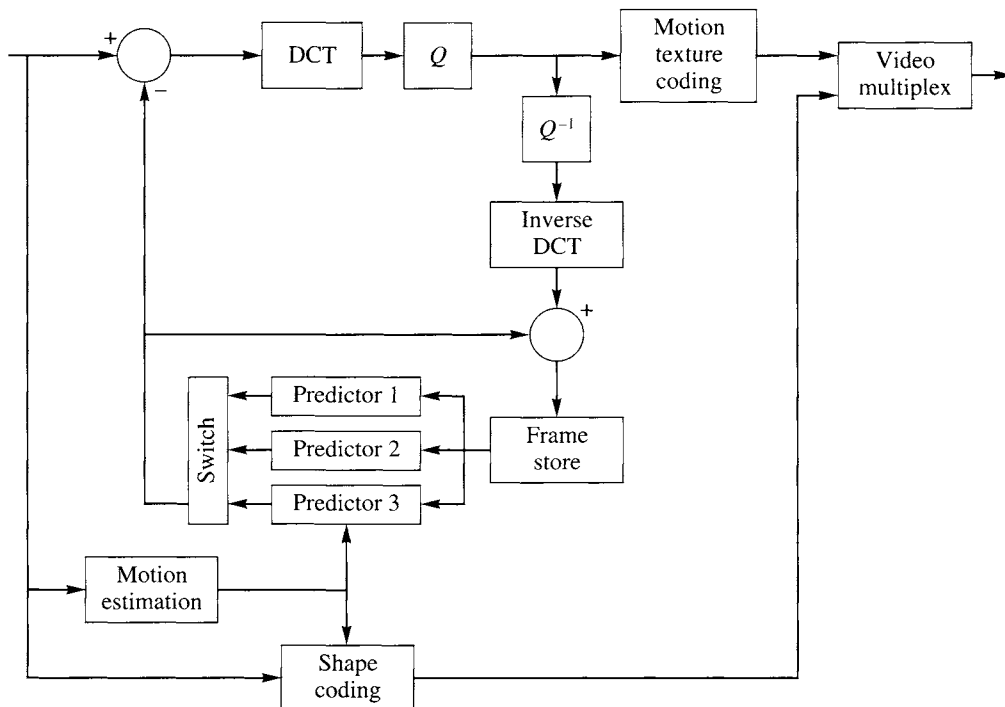 +
DCT
Q
Motion
texture
coding
Video
multiplex
−
Q⁻¹
Inverse
DCT
+
Switch
Predictor 1
Predictor 2
Predictor 3
Frame
store
Motion
estimation
Shape
coding